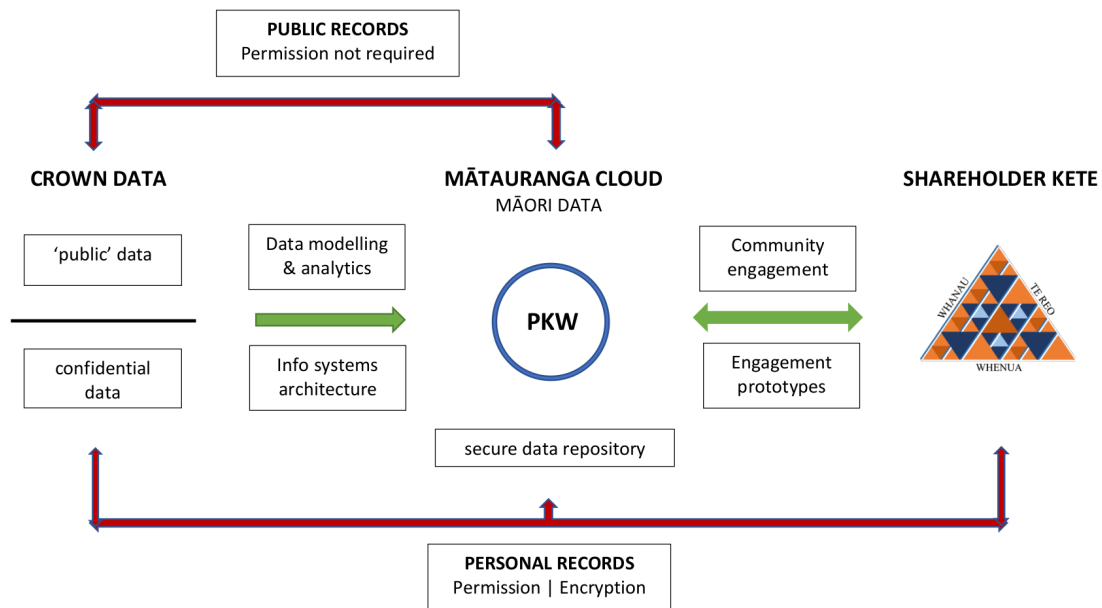 PUBLIC RECORDS
Permission not required
CROWN DATA
MĀTAURANGA CLOUD
MĀORI DATA
SHAREHOLDER KETE
‘public’ data
confidential
data
Data modelling
& analytics
Info systems
architecture
PKW
Community
engagement
Engagement
prototypes
WHANAU
TE REO
WHENUA
secure data repository
PERSONAL RECORDS
Permission | Encryption